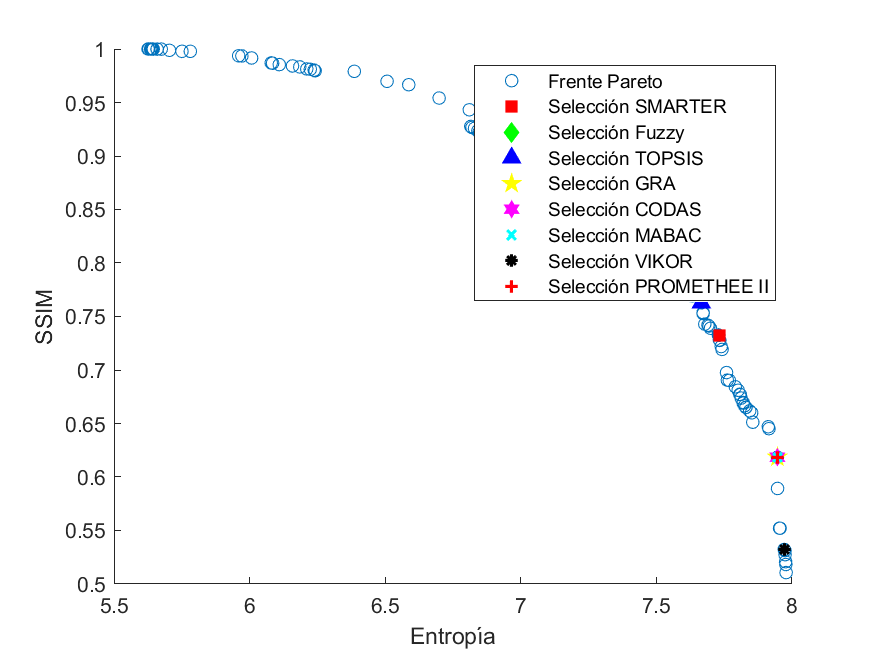 1
0.95
0.9
0.85
0.8
0.75
0.7
0.65
0.6
0.55
0.5
SSIM
5.5
6
6.5
7
7.5
8
Entropía
Frente Pareto
Selección SMARTER
Selección Fuzzy
Selección TOPSIS
Selección GRA
Selección CODAS
Selección MABAC
Selección VIKOR
Selección PROMETHEE II